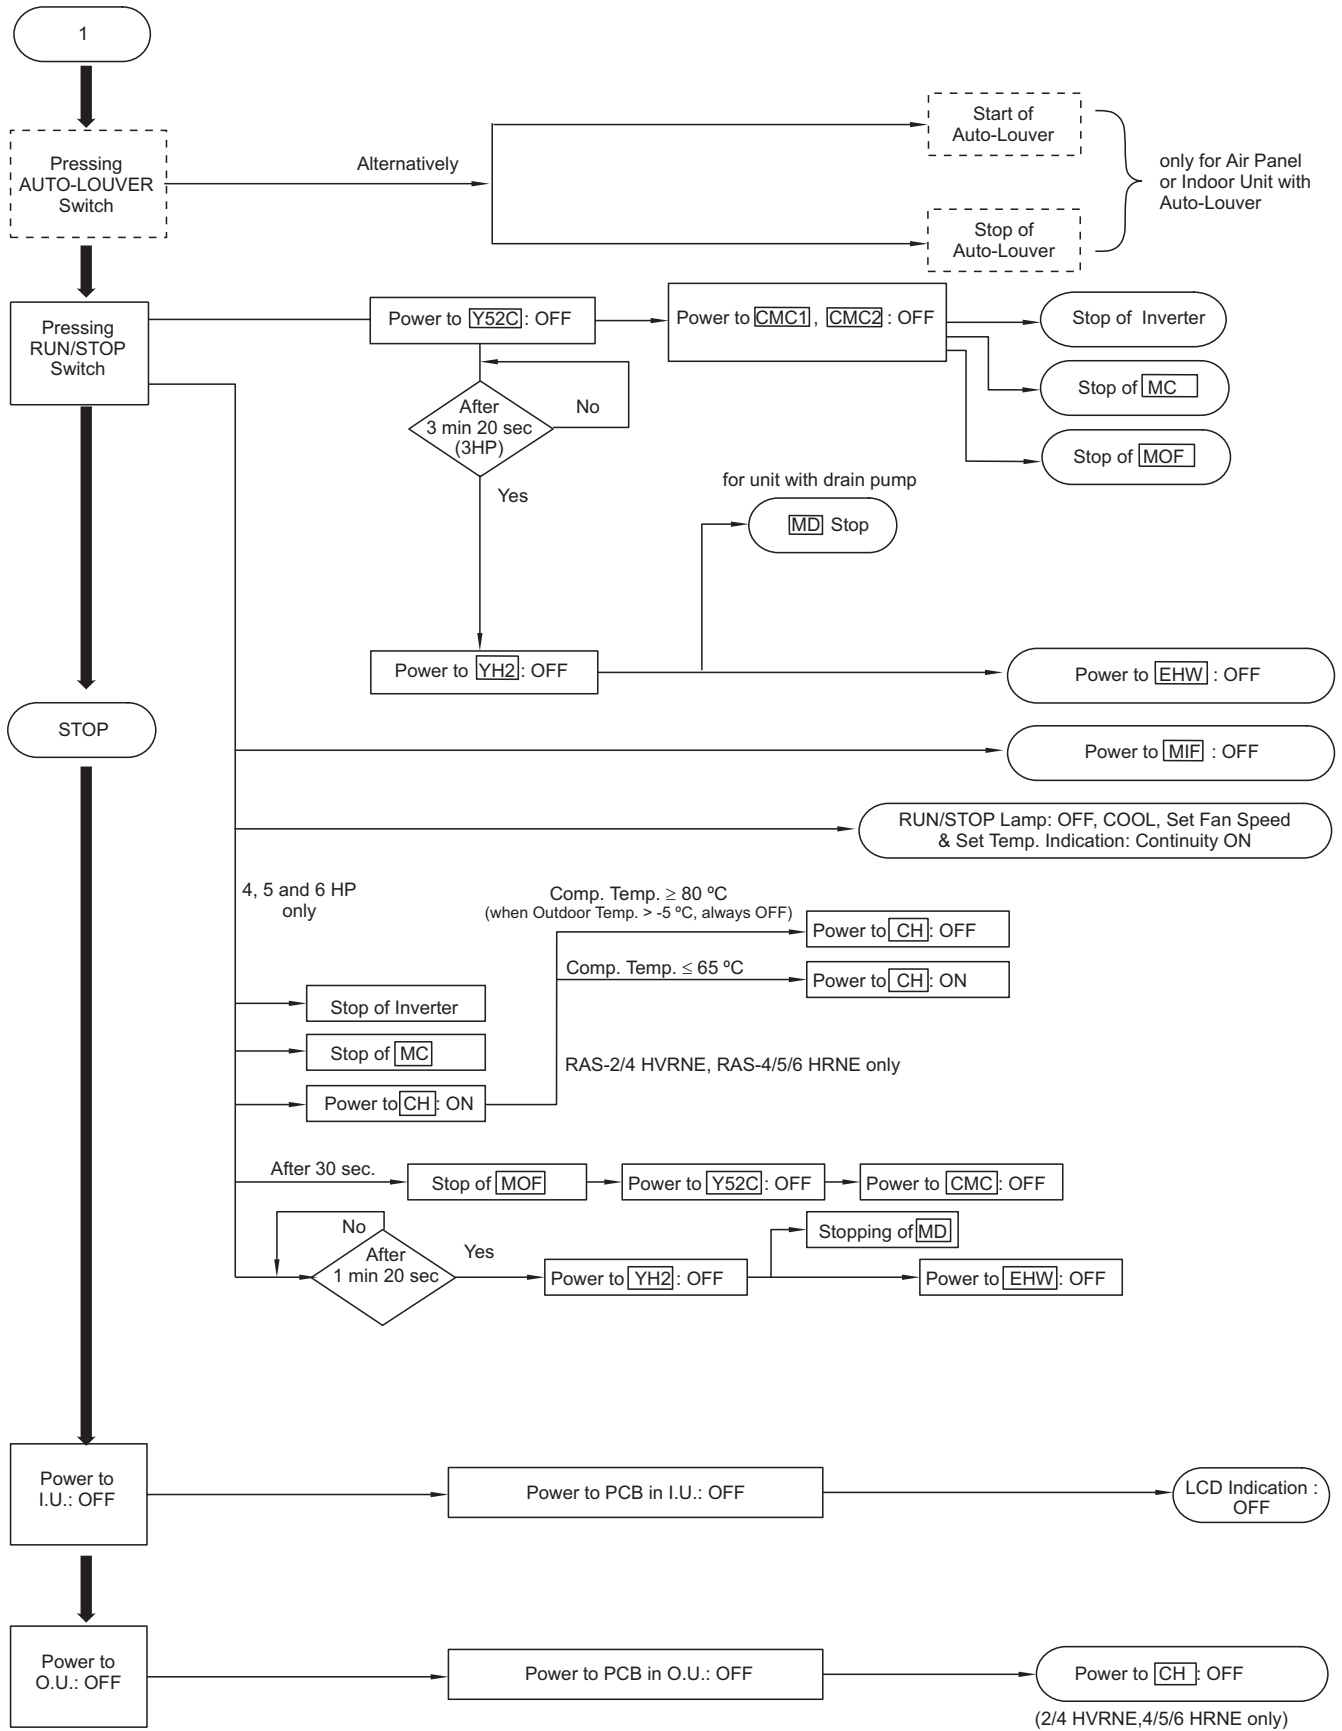 1
Pressing
AUTO-LOUVER
Switch
Alternatively
Start of
Auto-Louver
Stop of
Auto-Louver
only for Air Panel
or Indoor Unit with
Auto-Louver
Pressing
RUN/STOP
Switch
Power to Y52C : OFF
Power to CMC1 , CMC2 : OFF
Stop of Inverter
Stop of MC
Stop of MOF
After
3 min 20 sec
(3HP)
No
Yes
for unit with drain pump
MD Stop
Power to YH2 : OFF
Power to EHW : OFF
STOP
Power to MIF : OFF
RUN/STOP Lamp: OFF, COOL, Set Fan Speed
& Set Temp. Indication: Continuity ON
4, 5 and 6 HP
only
Comp. Temp. ≥ 80 ºC
(when Outdoor Temp. > -5 ºC, always OFF)
Power to CH : OFF
Comp. Temp. ≤ 65 ºC
Power to CH : ON
Stop of Inverter
Stop of MC
RAS-2/4 HVRNE, RAS-4/5/6 HRNE only
Power to CH : ON
After 30 sec.
Stop of MOF
Power to Y52C : OFF
Power to CMC : OFF
No
After
1 min 20 sec
Yes
Stopping of MD
Power to YH2 : OFF
Power to EHW : OFF
Power to
I.U.: OFF
Power to PCB in I.U.: OFF
LCD Indication :
OFF
Power to
O.U.: OFF
Power to PCB in O.U.: OFF
Power to CH : OFF
(2/4 HVRNE,4/5/6 HRNE only)